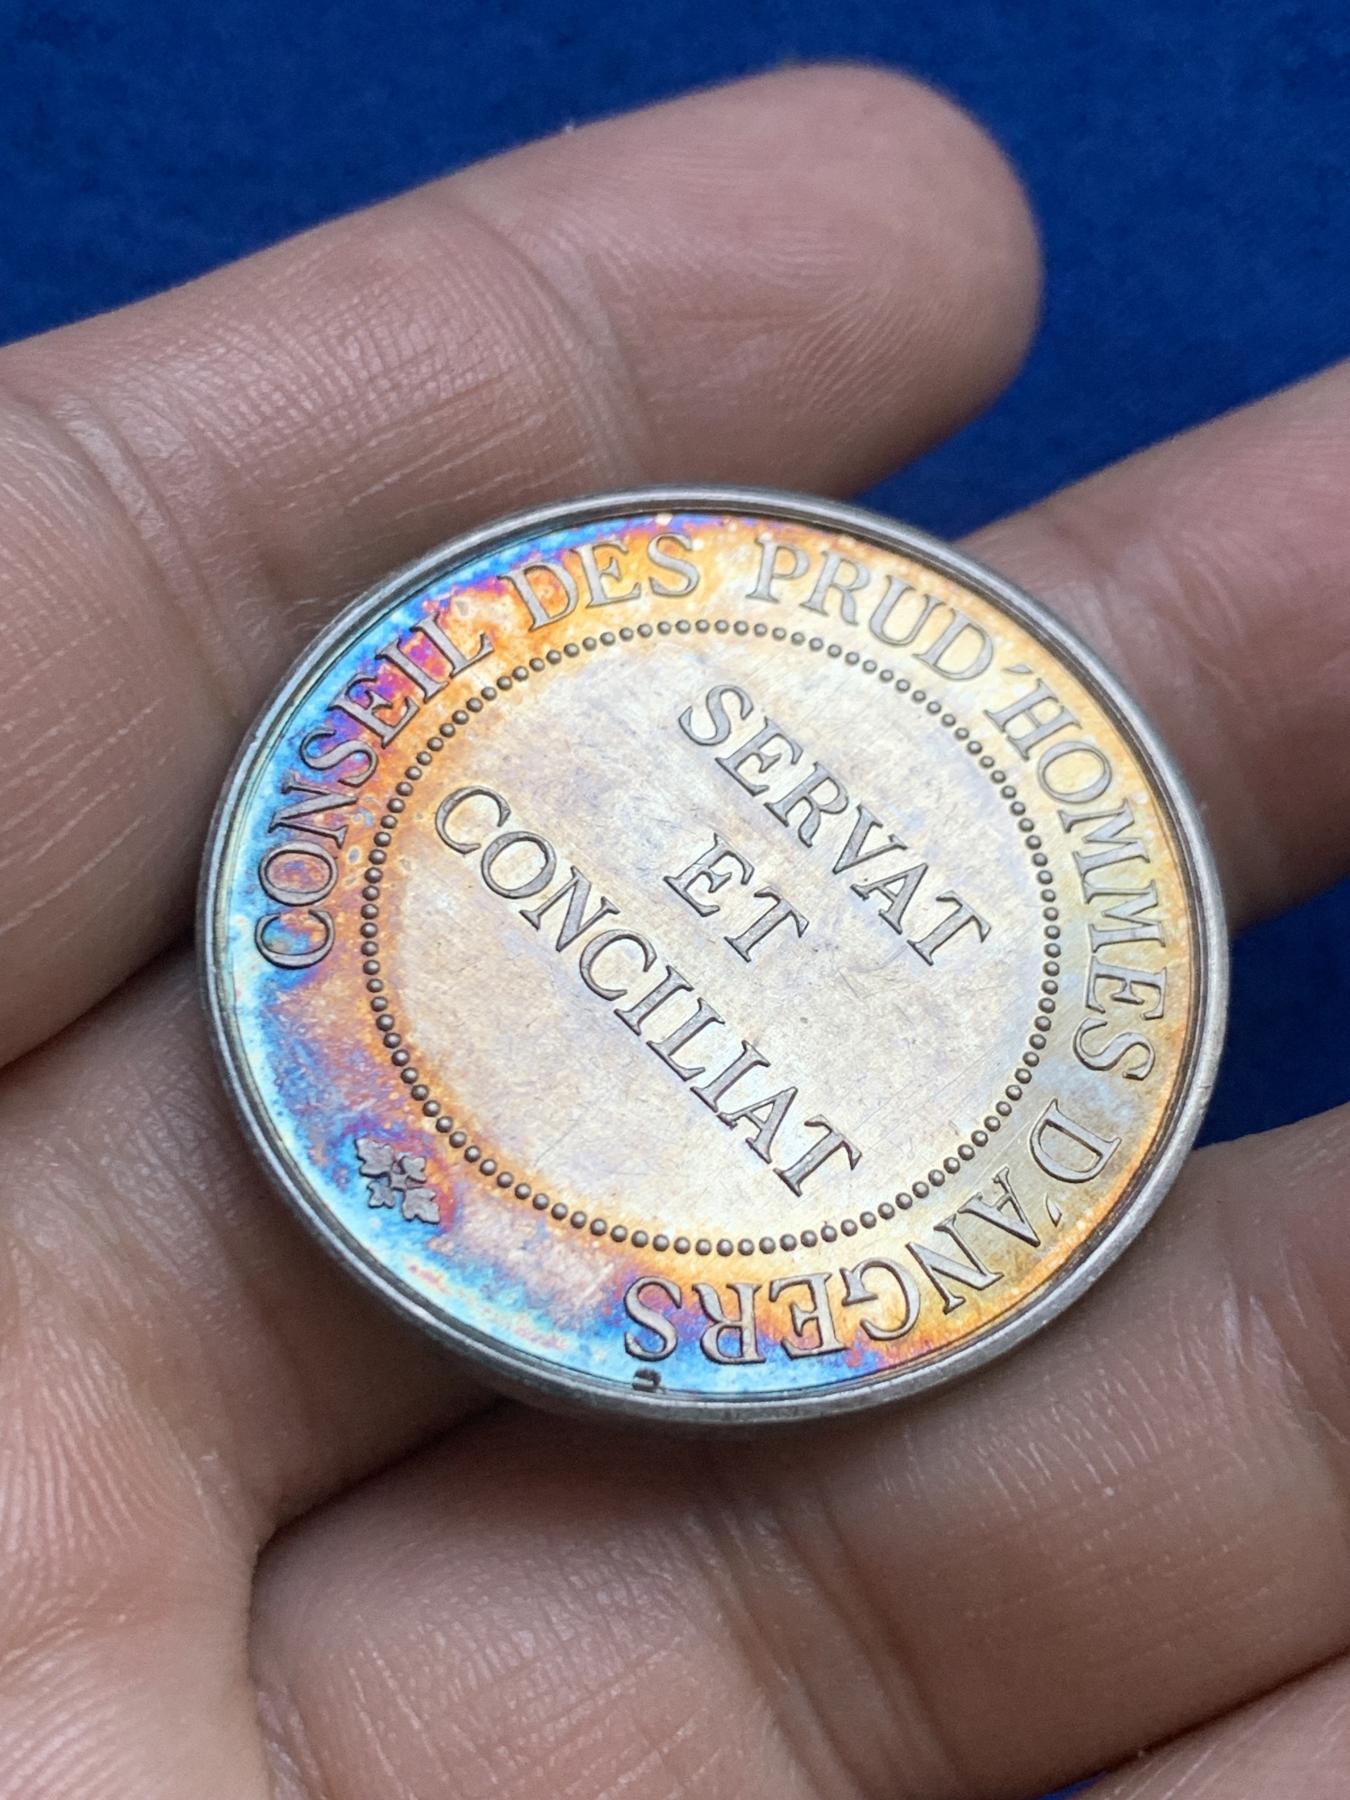 CONSEIL DES PRUD'HOMMES D'ANGERS
SERVAT
ET
CONCILIAT